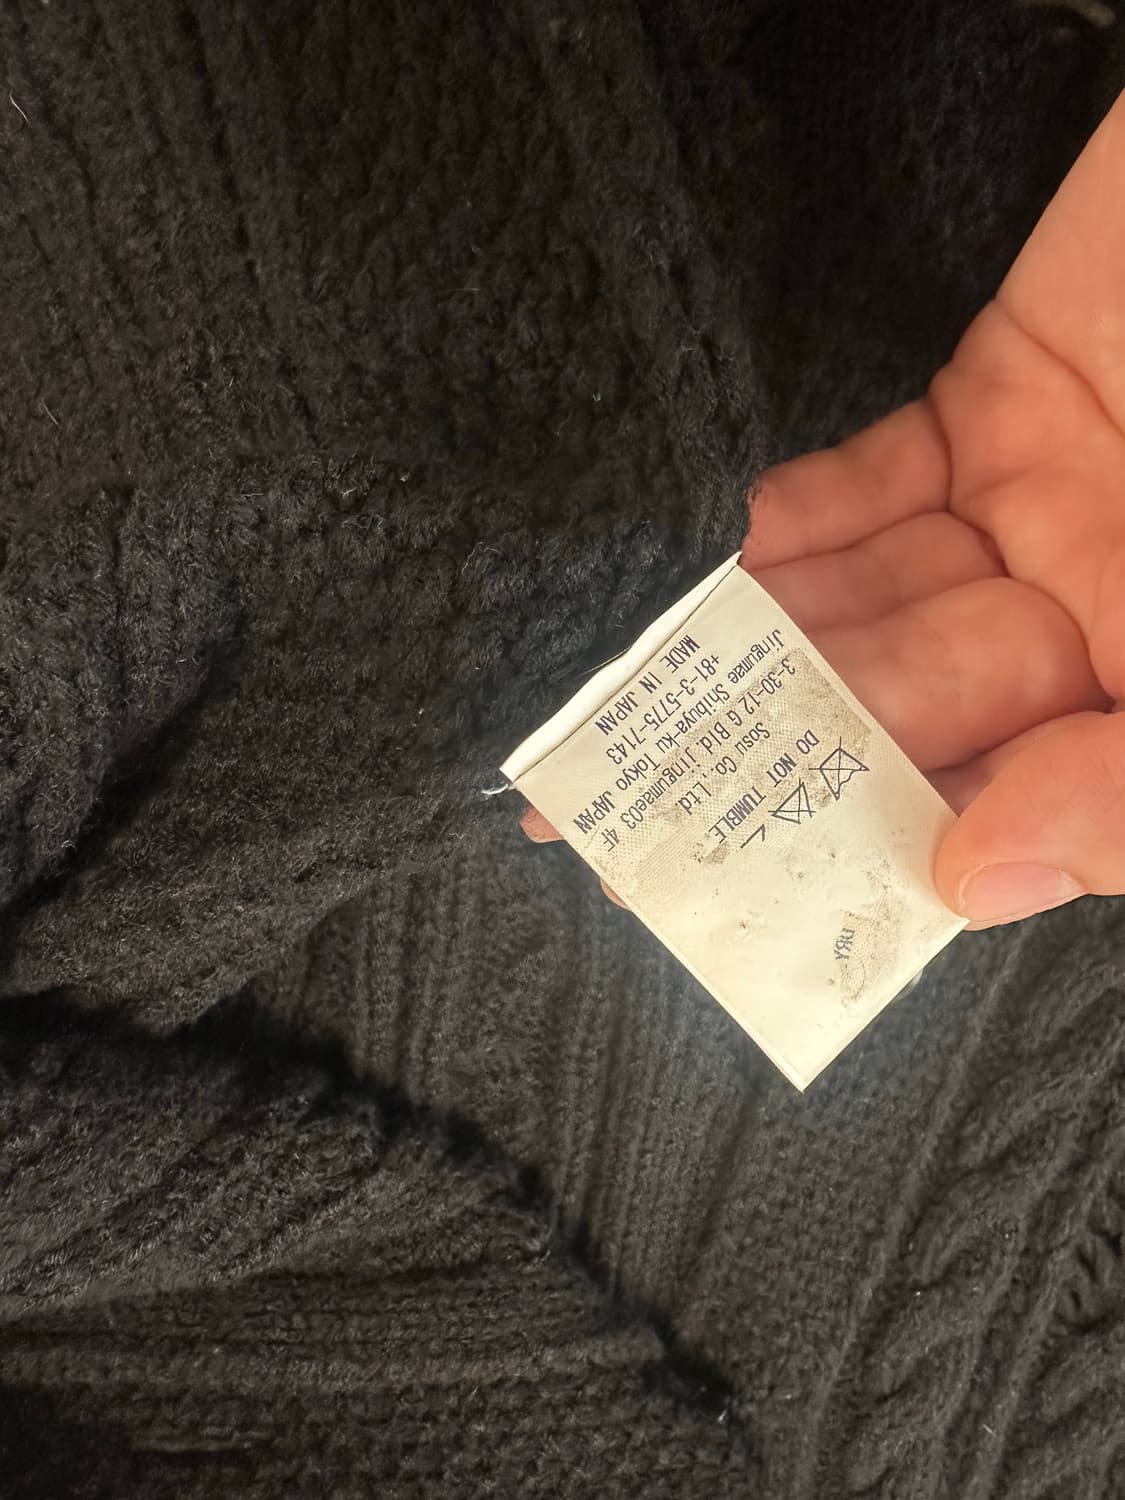 DRY
DO NOT TUMBLE
Sosu Co., Ltd.
3-30-12 G Bld.Jingumae03 4F
Jingumae Shibuya-ku Tokyo JAPAN
+81-3-5775-7143
MADE IN JAPAN